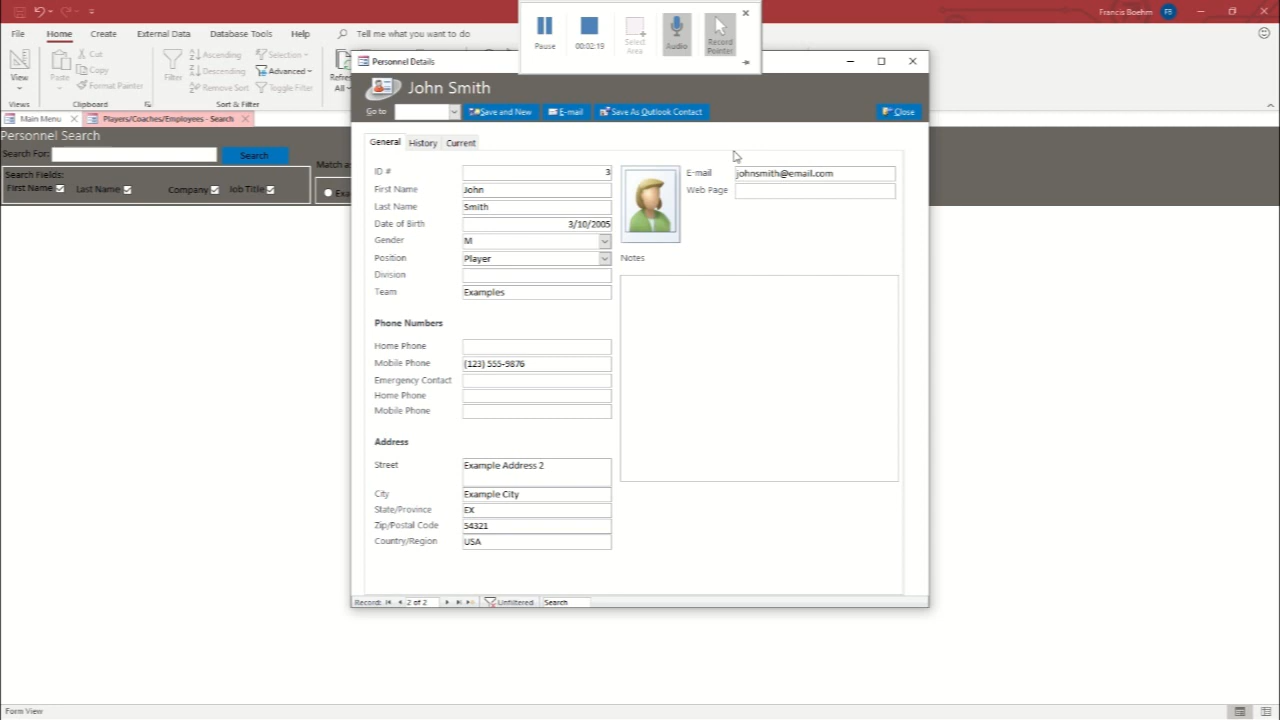 Francis Boehm FB
File Home Create External Data Database Tools Help Tell me what you want to do
Pause 00:02:19 Select Area Audio Record Pointer
View Paste Cut Copy Format Painter Filter Ascending Descending Remove Sort Selection Advanced Toggle Filter Refresh All
Views Clipboard Sort & Filter
Main Menu Players/Coaches/Employees - Search
Personnel Search
Search For: Search
Search Fields: Match as
First Name Last Name Company Job Title Exa
Personnel Details
John Smith
Go to Save and New E-mail Save As Outlook Contact Close
General History Current
ID # 3
First Name John
Last Name Smith
Date of Birth 3/10/2005
Gender M
Position Player
Division
Team Examples
E-mail johnsmith@email.com
Web Page
Notes
Phone Numbers
Home Phone
Mobile Phone (123) 555-9876
Emergency Contact
Home Phone
Mobile Phone
Address
Street Example Address 2
City Example City
State/Province EX
Zip/Postal Code 54321
Country/Region USA
Record: 2 of 2 Unfiltered Search
Form View